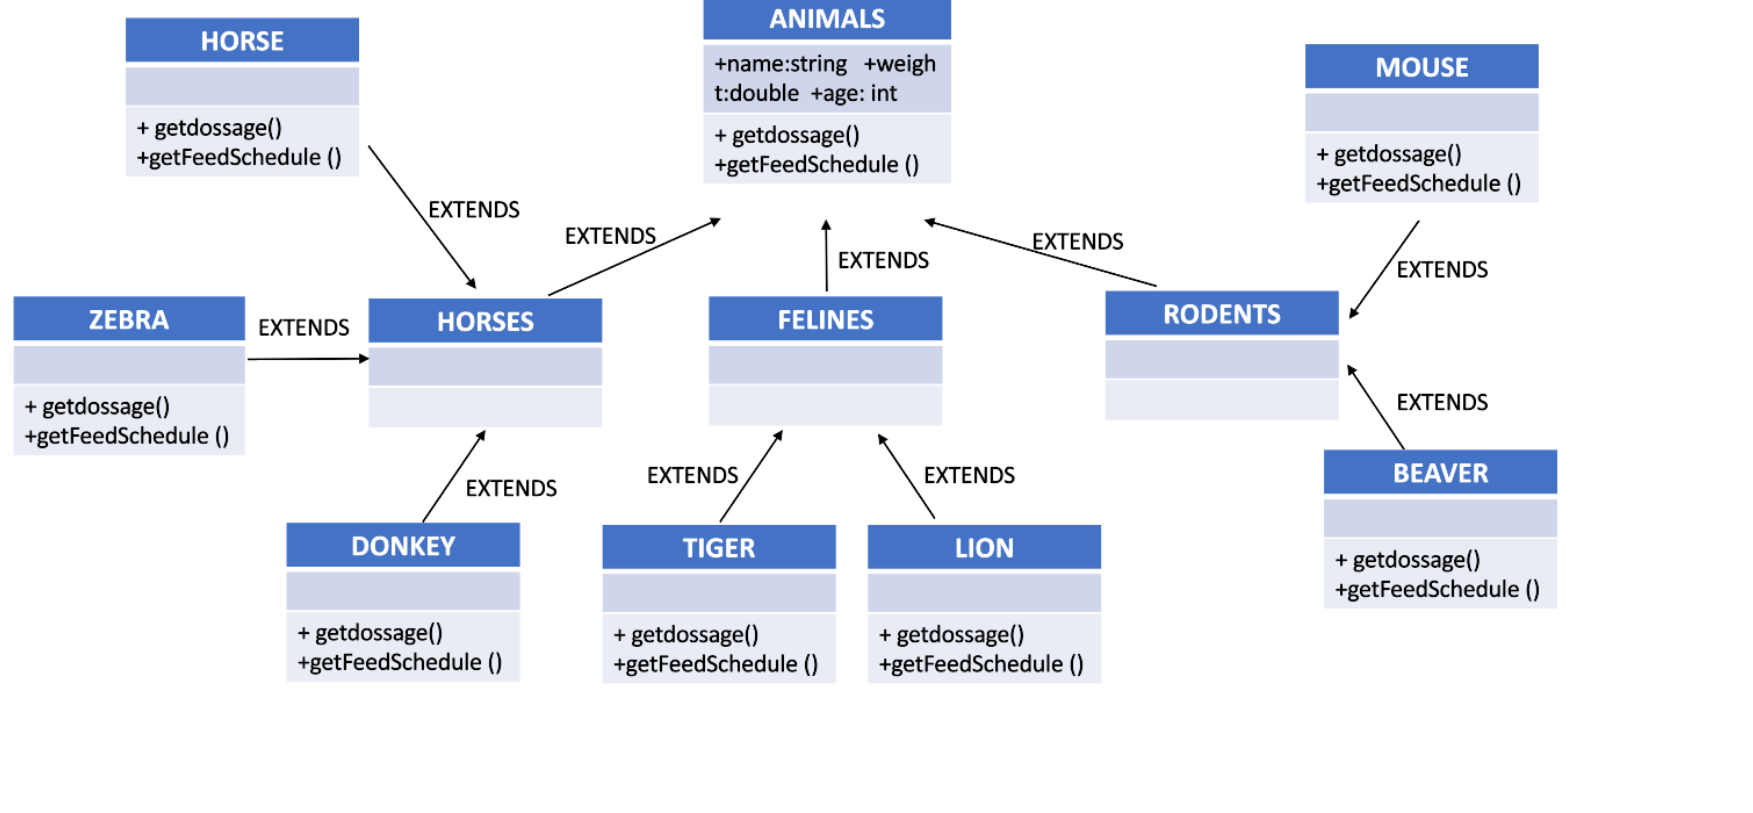 HORSE
+ getdossage()
+getFeedSchedule ()
ANIMALS
+name:string   +weigh
t:double  +age: int
+ getdossage()
+getFeedSchedule ()
MOUSE
+ getdossage()
+getFeedSchedule ()
EXTENDS
EXTENDS
EXTENDS
EXTENDS
EXTENDS
ZEBRA
+ getdossage()
+getFeedSchedule ()
EXTENDS
HORSES
FELINES
RODENTS
EXTENDS
EXTENDS
EXTENDS
EXTENDS
DONKEY
+ getdossage()
+getFeedSchedule ()
TIGER
+ getdossage()
+getFeedSchedule ()
LION
+ getdossage()
+getFeedSchedule ()
BEAVER
+ getdossage()
+getFeedSchedule ()